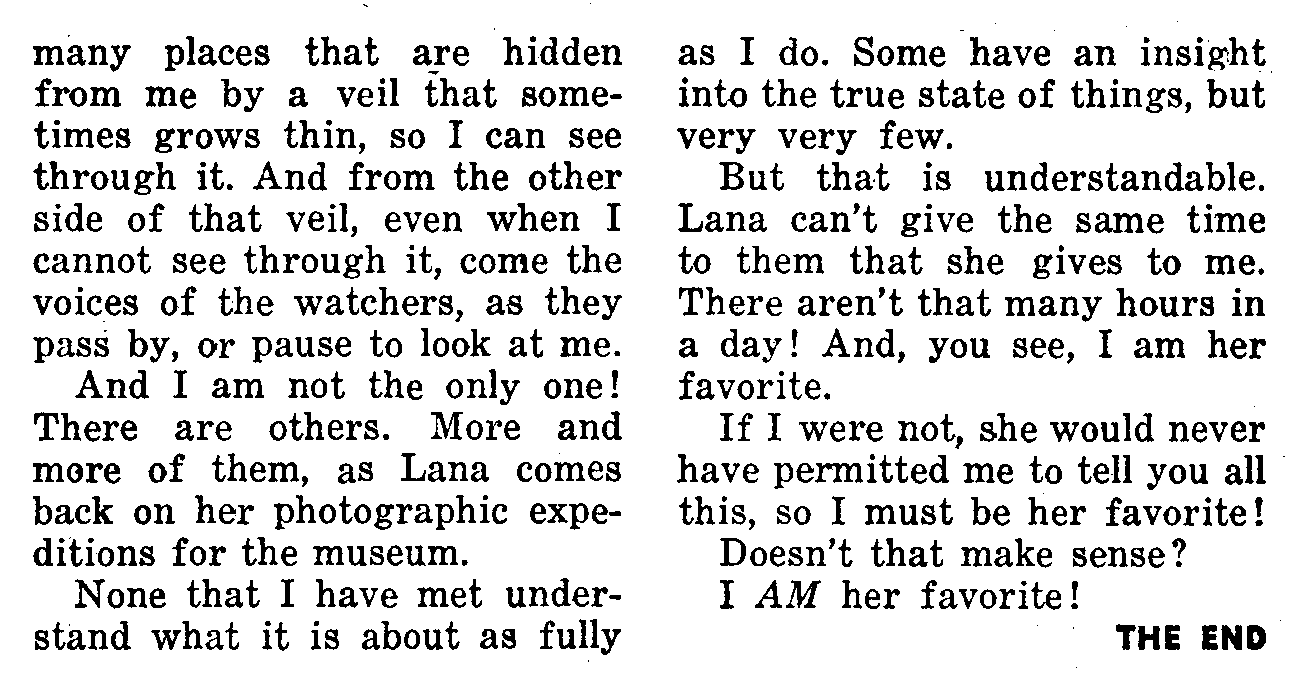 many places that are hidden
from me by a veil that some-
times grows thin, so I can see
through it. And from the other
side of that veil, even when I
cannot see through it, come the
voices of the watchers, as they
pass by, or pause to look at me.
And I am not the only one!
There are others. More and
more of them, as Lana comes
back on her photographic expe-
ditions for the museum.
None that I have met under-
stand what it is about as fully
as I do. Some have an insight
into the true state of things, but
very very few.
But that is understandable.
Lana can't give the same time
to them that she gives to me.
There aren't that many hours in
a day! And, you see, I am her
favorite.
If I were not, she would never
have permitted me to tell you all
this, so I must be her favorite!
Doesn't that make sense?
I AM her favorite!
THE END